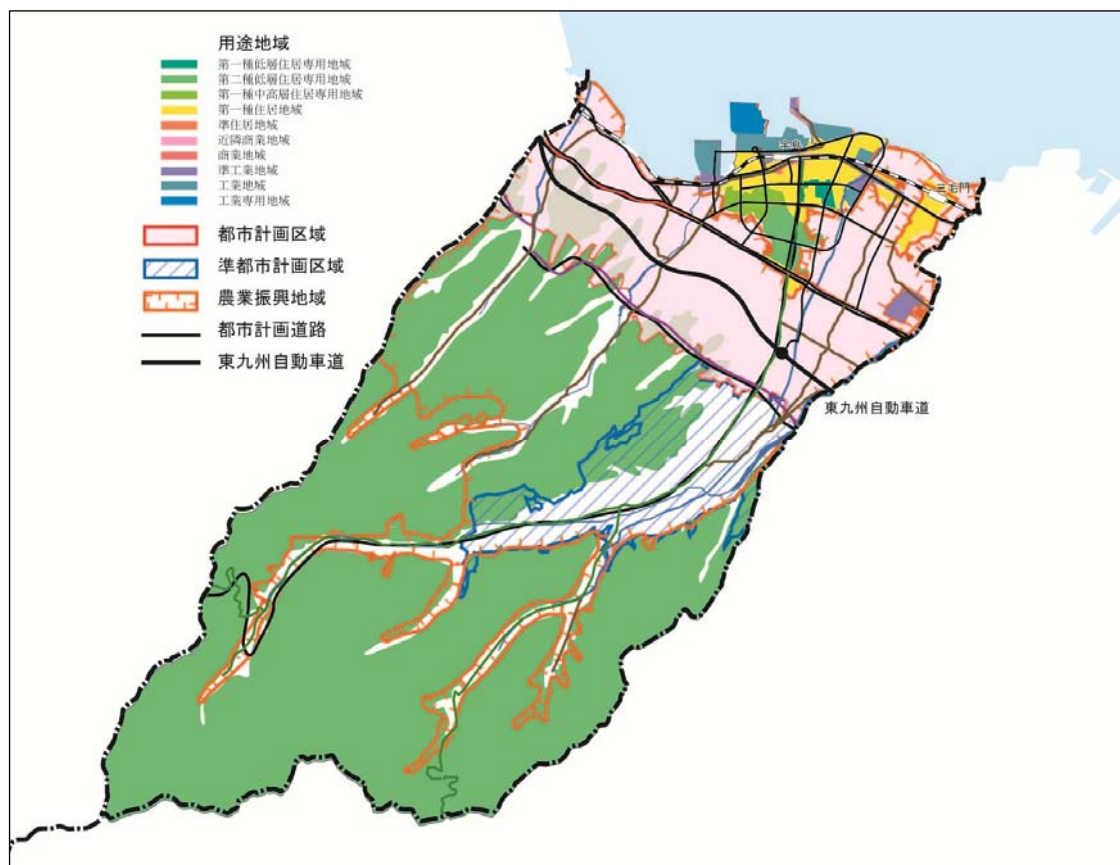 用途地域
第一種低層住居専用地域
第二種低層住居専用地域
第一種中高層住居専用地域
第一種住居地域
準住居地域
近隣商業地域
商業地域
準工業地域
工業地域
工業専用地域
都市計画区域
準都市計画区域
農業振興地域
都市計画道路
東九州自動車道
三毛門
東九州自動車道